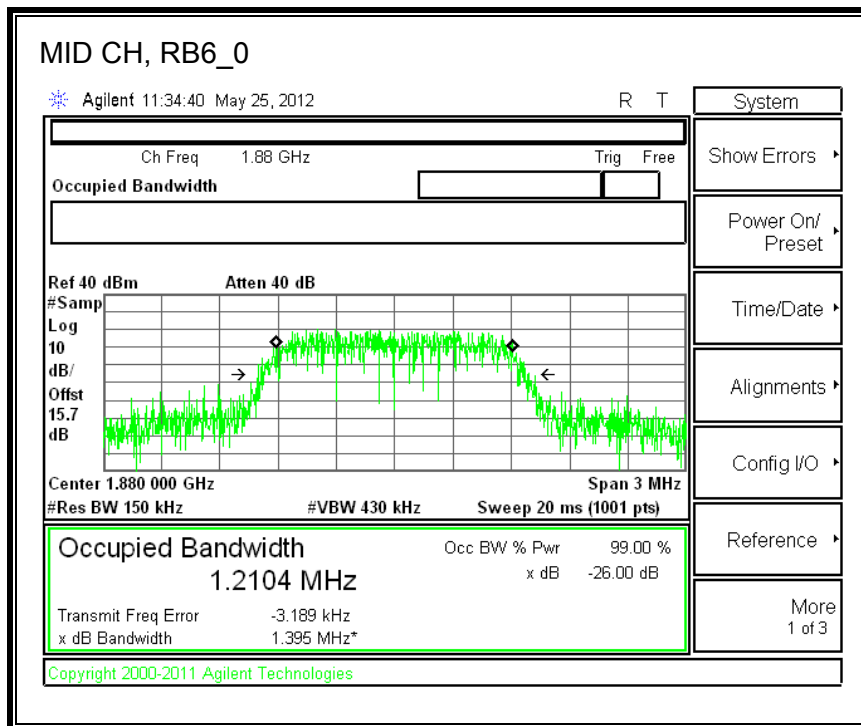 MID CH, RB6_0
Agilent 11:34:40 May 25, 2012 R T
System
Ch Freq 1.88 GHz Trig Free
Occupied Bandwidth
Show Errors
Power On/
Preset
Time/Date
Alignments
Config I/O
Reference
More
1 of 3
Ref 40 dBm Atten 40 dB
#Samp
Log
10
dB/
Offst
15.7
dB
Center 1.880 000 GHz Span 3 MHz
#Res BW 150 kHz #VBW 430 kHz Sweep 20 ms (1001 pts)
Occupied Bandwidth Occ BW % Pwr 99.00 %
1.2104 MHz x dB -26.00 dB
Transmit Freq Error -3.189 kHz
x dB Bandwidth 1.395 MHz*
Copyright 2000-2011 Agilent Technologies